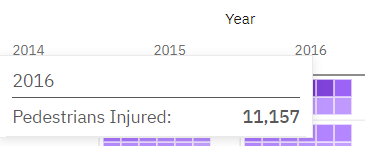 Year
2014 2015 2016
2016
Pedestrians Injured: 11,157